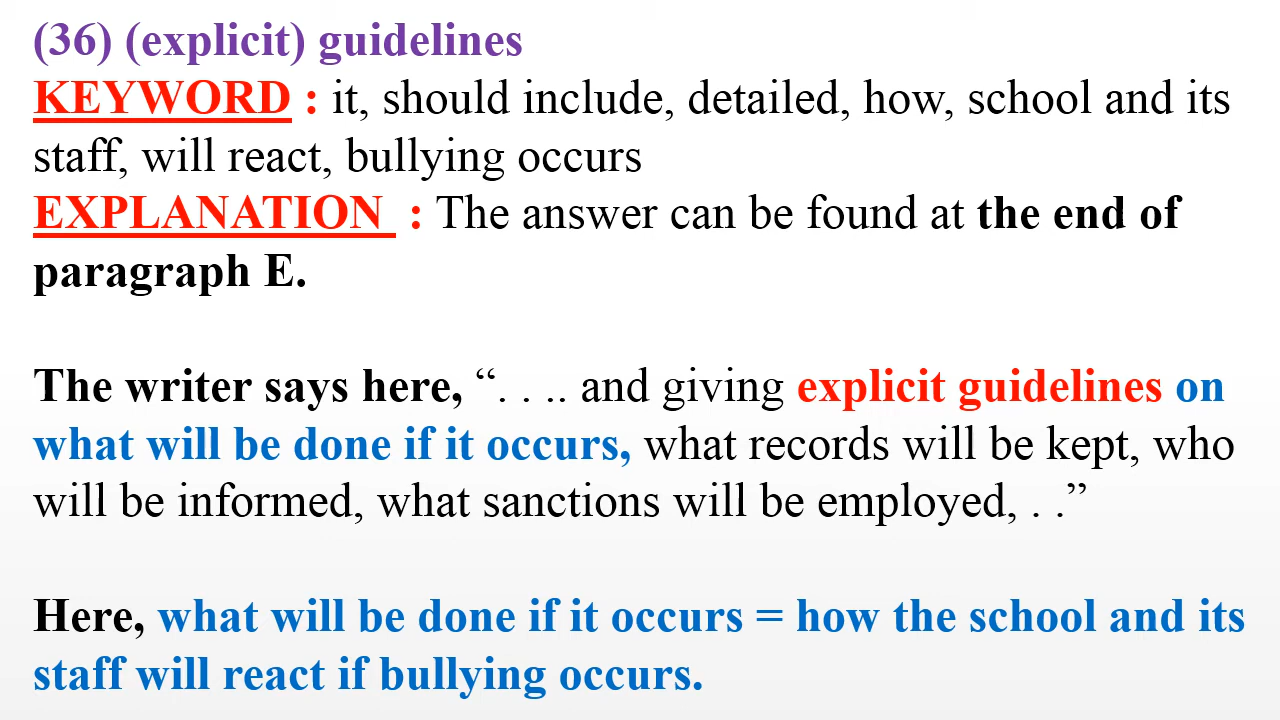 (36) (explicit) guidelines
KEYWORD : it, should include, detailed, how, school and its
staff, will react, bullying occurs
EXPLANATION : The answer can be found at the end of
paragraph E.
The writer says here, “. . .. and giving explicit guidelines on
what will be done if it occurs, what records will be kept, who
will be informed, what sanctions will be employed, . .”
Here, what will be done if it occurs = how the school and its
staff will react if bullying occurs.